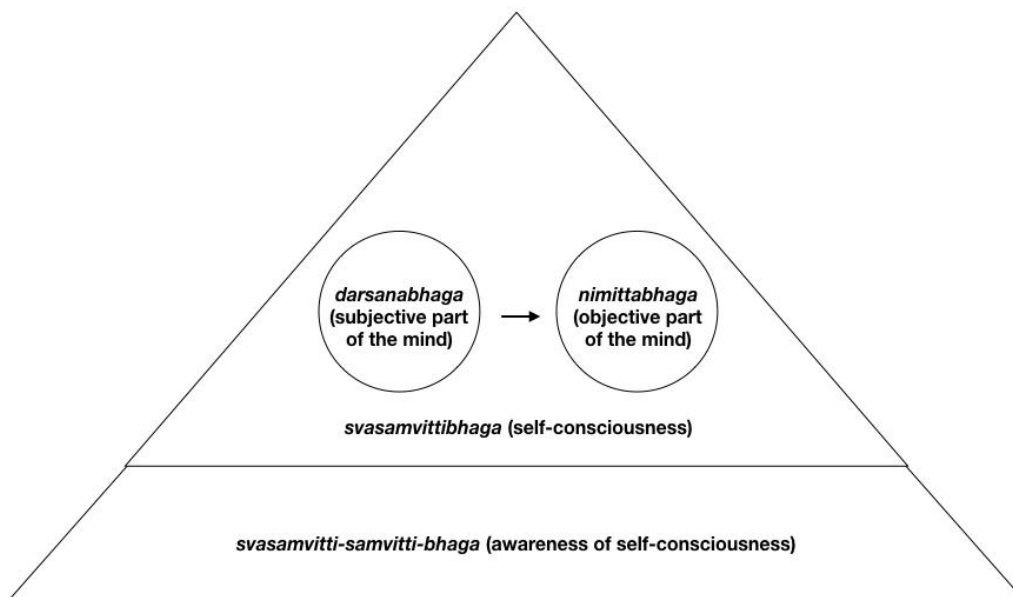 darsanabhaga
(subjective part
of the mind)
nimittabhaga
(objective part
of the mind)
svasamvittibhaga (self-consciousness)
svasamvitti-samvitti-bhaga (awareness of self-consciousness)